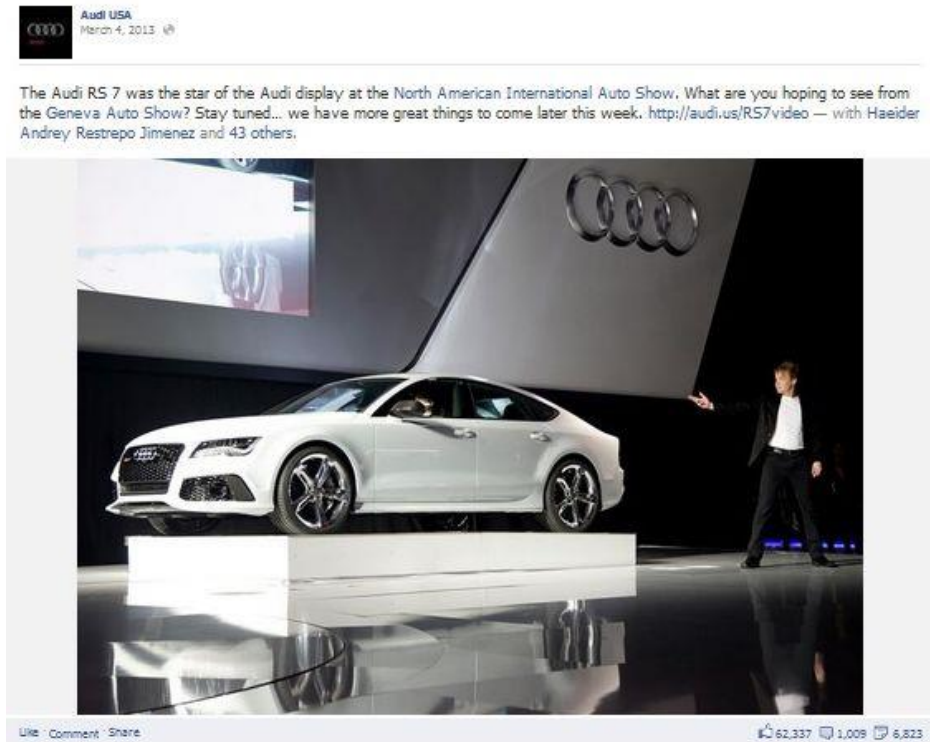 Audi USA
March 4, 2013
The Audi RS 7 was the star of the Audi display at the North American International Auto Show. What are you hoping to see from
the Geneva Auto Show? Stay tuned... we have more great things to come later this week. http://audi.us/RS7video — with Haeider
Andrey Restrepo Jimenez and 43 others.
Like · Comment · Share 62,337 1,009 6,823